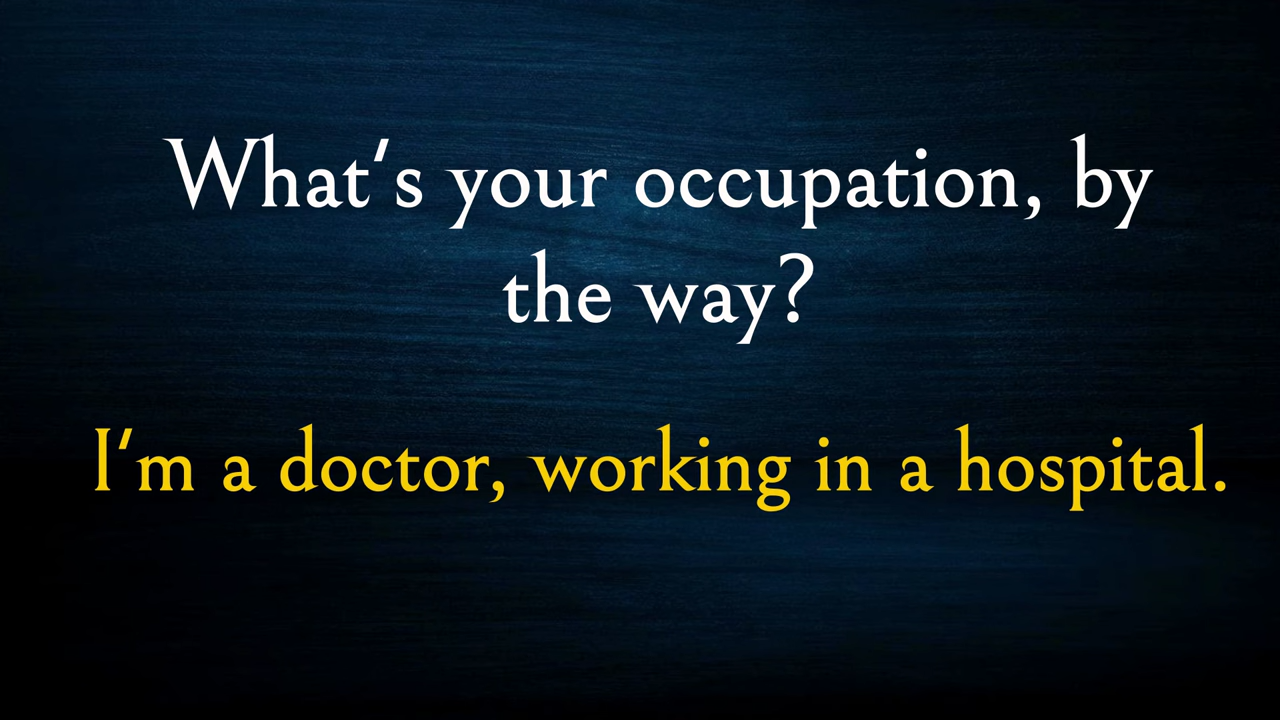 What's your occupation, by
the way?
I'm a doctor, working in a hospital.